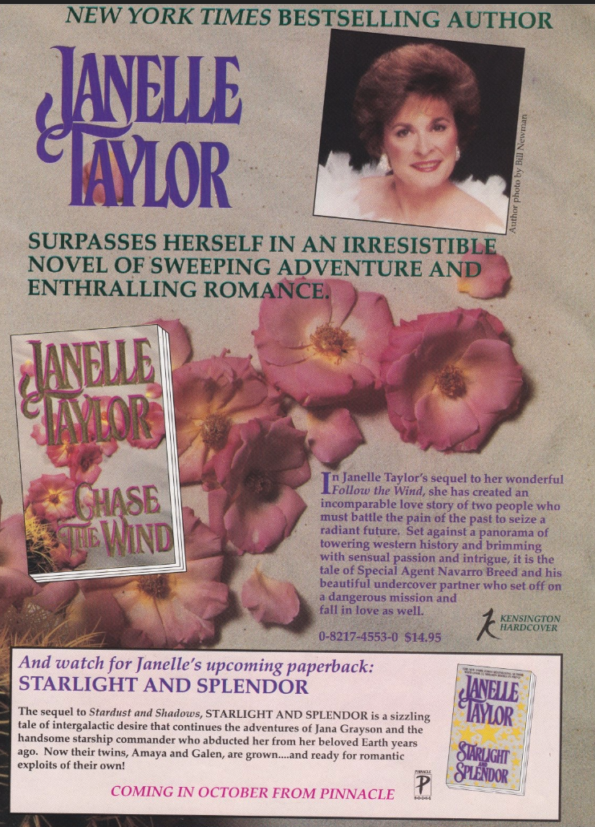 NEW YORK TIMES BESTSELLING AUTHOR
JANELLE
TAYLOR
Author photo by Bill Newman
SURPASSES HERSELF IN AN IRRESISTIBLE
NOVEL OF SWEEPING ADVENTURE AND
ENTHRALLING ROMANCE.
JANELLE
TAYLOR
CHASE
THE WIND
In Janelle Taylor's sequel to her wonderful
Follow the Wind, she has created an
incomparable love story of two people who
must battle the pain of the past to seize a
radiant future. Set against a panorama of
towering western history and brimming
with sensual passion and intrigue, it is the
tale of Special Agent Navarro Breed and his
beautiful undercover partner who set off on
a dangerous mission and
fall in love as well.
0-8217-4553-0 $14.95
K KENSINGTON
HARDCOVER
And watch for Janelle's upcoming paperback:
STARLIGHT AND SPLENDOR
The sequel to Stardust and Shadows, STARLIGHT AND SPLENDOR is a sizzling
tale of intergalactic desire that continues the adventures of Jana Grayson and the
handsome starship commander who abducted her from her beloved Earth years
ago. Now their twins, Amaya and Galen, are grown....and ready for romantic
exploits of their own!
COMING IN OCTOBER FROM PINNACLE
PINNACLE
P
BOOKS
JANELLE
TAYLOR
STARLIGHT
AND
SPLENDOR